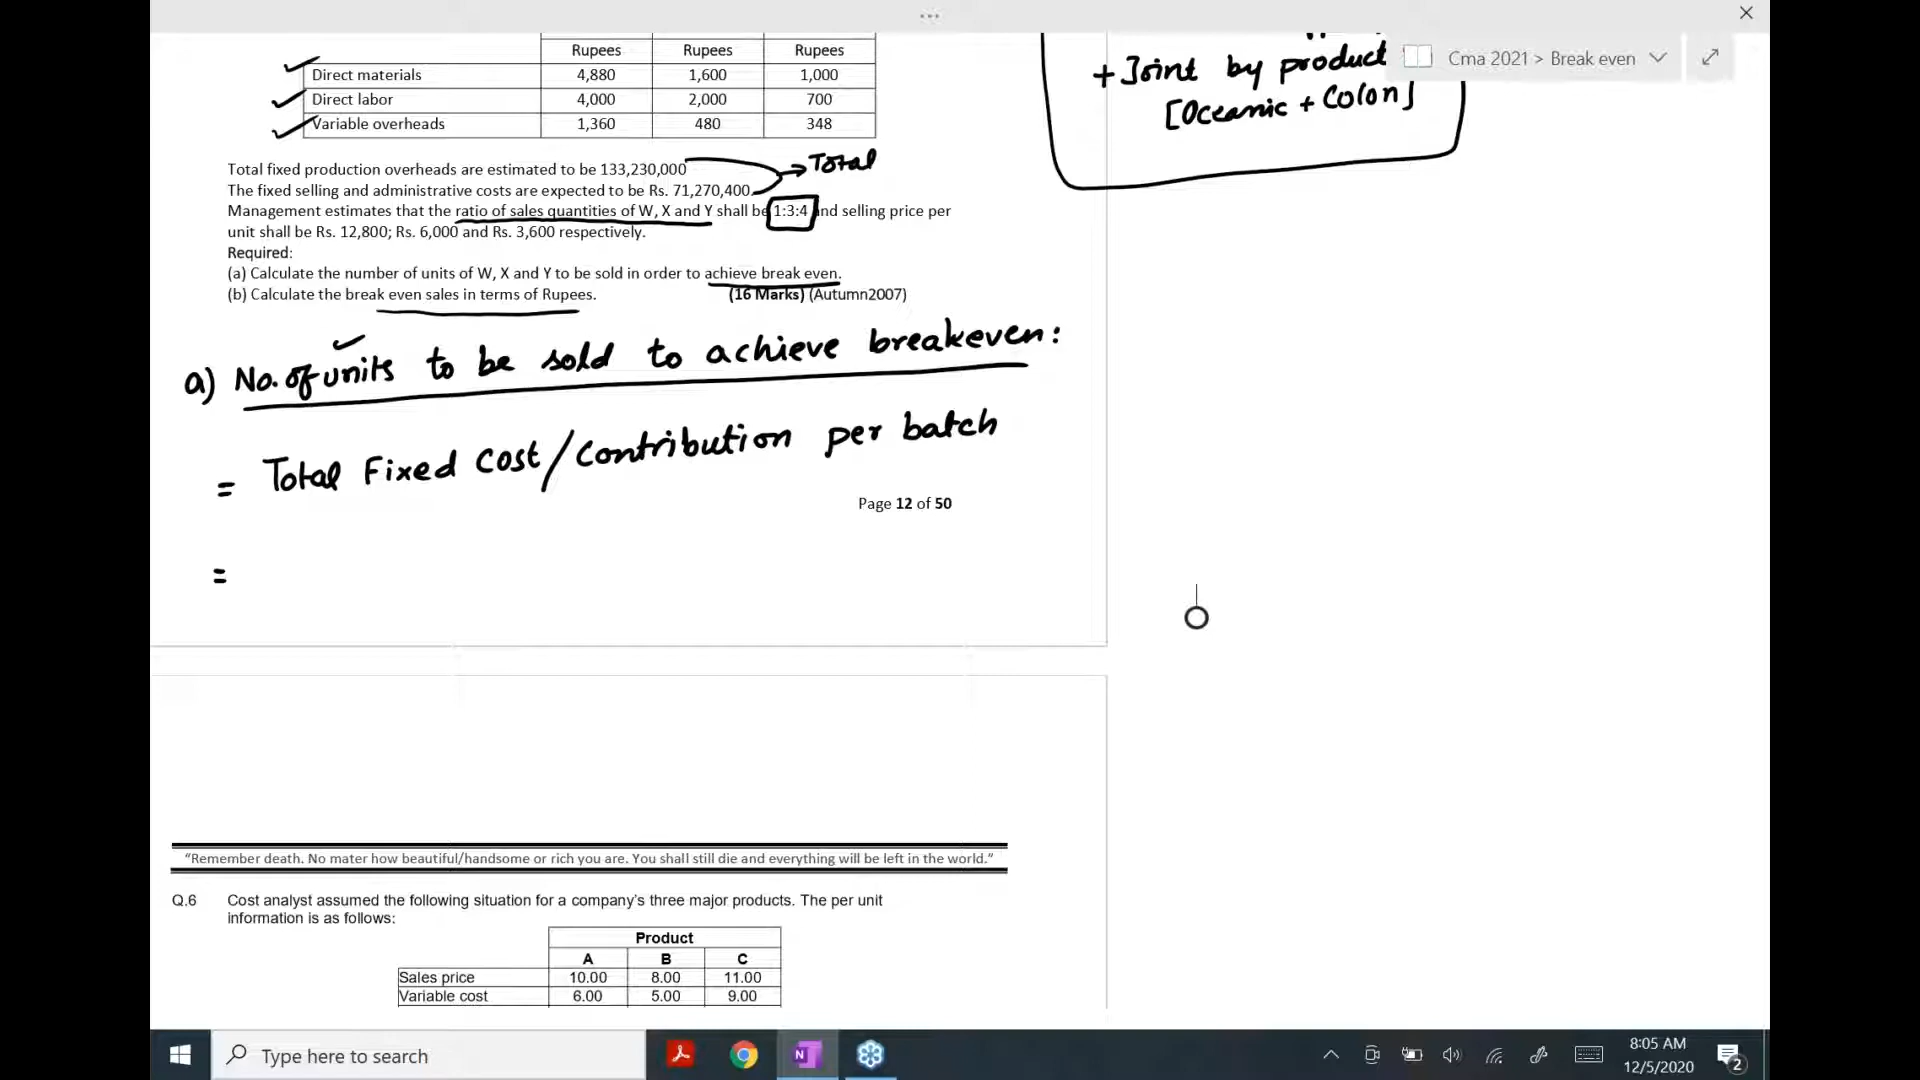 + Joint by product
[Oceanic + Colon]
Cma 2021 > Break even
Rupees Rupees Rupees
Direct materials 4,880 1,600 1,000
Direct labor 4,000 2,000 700
Variable overheads 1,360 480 348
Total fixed production overheads are estimated to be 133,230,000
→ Total
The fixed selling and administrative costs are expected to be Rs. 71,270,400.
Management estimates that the ratio of sales quantities of W, X and Y shall be 1:3:4 and selling price per
unit shall be Rs. 12,800; Rs. 6,000 and Rs. 3,600 respectively.
Required:
(a) Calculate the number of units of W, X and Y to be sold in order to achieve break even.
(b) Calculate the break even sales in terms of Rupees. (16 Marks) (Autumn2007)
a) No. of units to be sold to achieve breakeven:
= Total Fixed Cost/Contribution per batch
Page 12 of 50
=
"Remember death. No mater how beautiful/handsome or rich you are. You shall still die and everything will be left in the world."
Q.6 Cost analyst assumed the following situation for a company's three major products. The per unit
information is as follows:
Product
A B C
Sales price 10.00 8.00 11.00
Variable cost 6.00 5.00 9.00
Type here to search
8:05 AM
12/5/2020
2